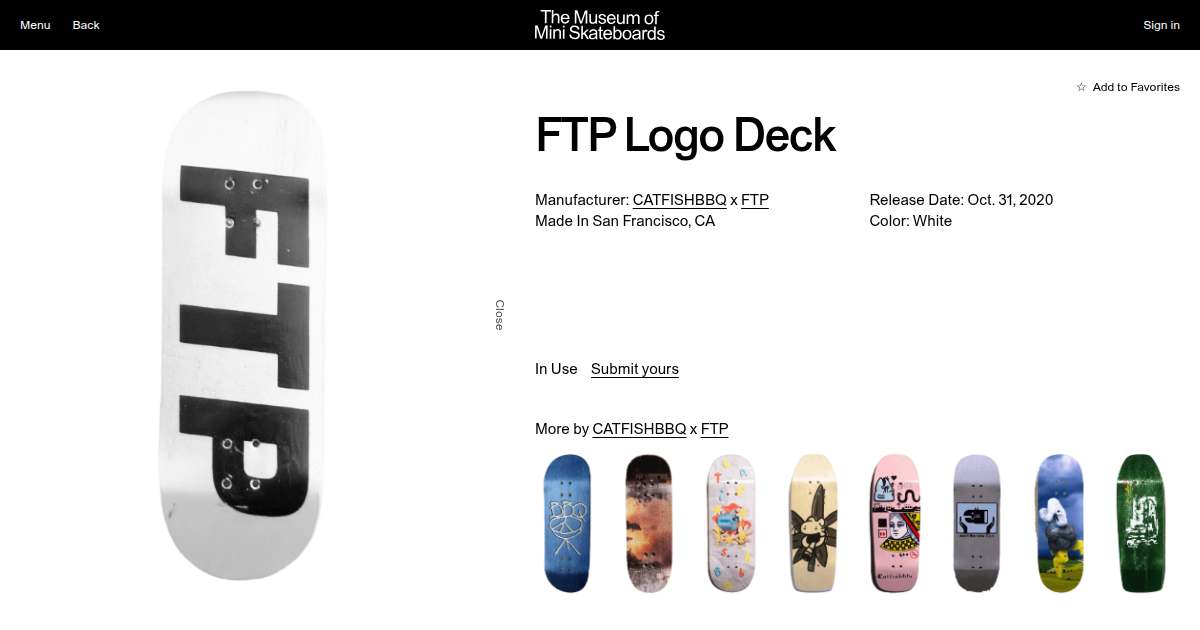 Menu
Back
The Museum of
Mini Skateboards
Sign in
☆ Add to Favorites
FTP Logo Deck
Manufacturer: CATFISHBBQ x FTP
Made In San Francisco, CA
Release Date: Oct. 31, 2020
Color: White
FTP
Close
In Use
Submit yours
More by CATFISHBBQ x FTP
Catfishbbq